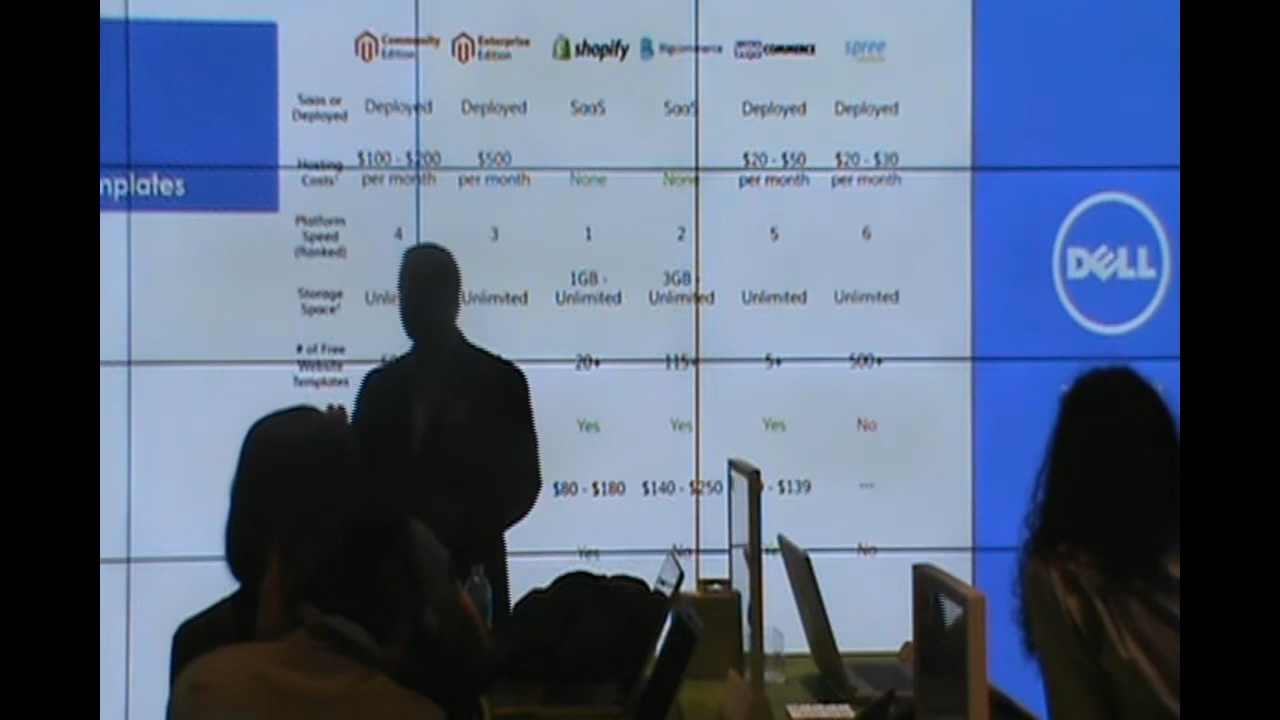 Community Enterprise shopify Bigcommerce WOO COMMERCE spree
Edition Edition
SaaS or
Deployed Deployed Deployed SaaS SaaS Deployed Deployed
Hosting $100 - $200 $500 $20 - $50 $20 - $30
Costs per month per month None None per month per month
mplates
Platform
Speed 4 3 1 2 5 6
(Ranked)
1GB - 3GB -
Storage Unlimited Unlimited Unlimited Unlimited Unlimited
Space
DELL
# of Free
Website 20+ 115+ 5+ 500+
Templates
Yes Yes Yes No
$80 - $180 $140 - $250 - $139 ---
Yes No No